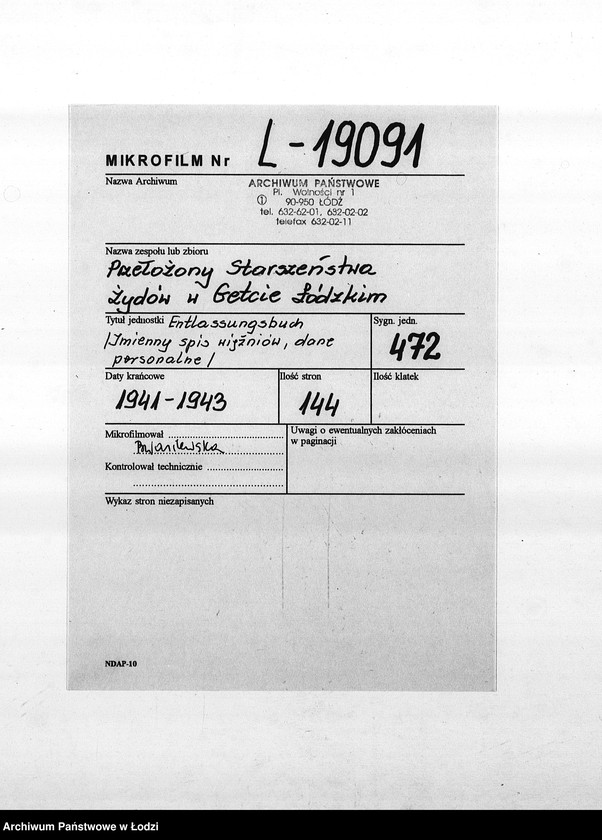 MIKROFILM Nr L-19091
Nazwa Archiwum
ARCHIWUM PAŃSTWOWE
Pl. Wolności nr 1
① 90-950 ŁÓDŹ
tel. 632-62-01, 632-02-02
telefax 632-02-11
Nazwa zespołu lub zbioru
Przełożony Starszeństwa
Żydów w Getcie Łódzkim
Tytuł jednostki Entlassungsbuch
/Imienny spis więźniów, dane
personalne/
Sygn. jedn.
472
Daty krańcowe
1941-1943
Ilość stron
144
Ilość klatek
Mikrofilmował
Kontrolował technicznie
Uwagi o ewentualnych zakłóceniach
w paginacji
Wykaz stron niezapisanych
NDAP-10
Archiwum Państwowe w Łodzi